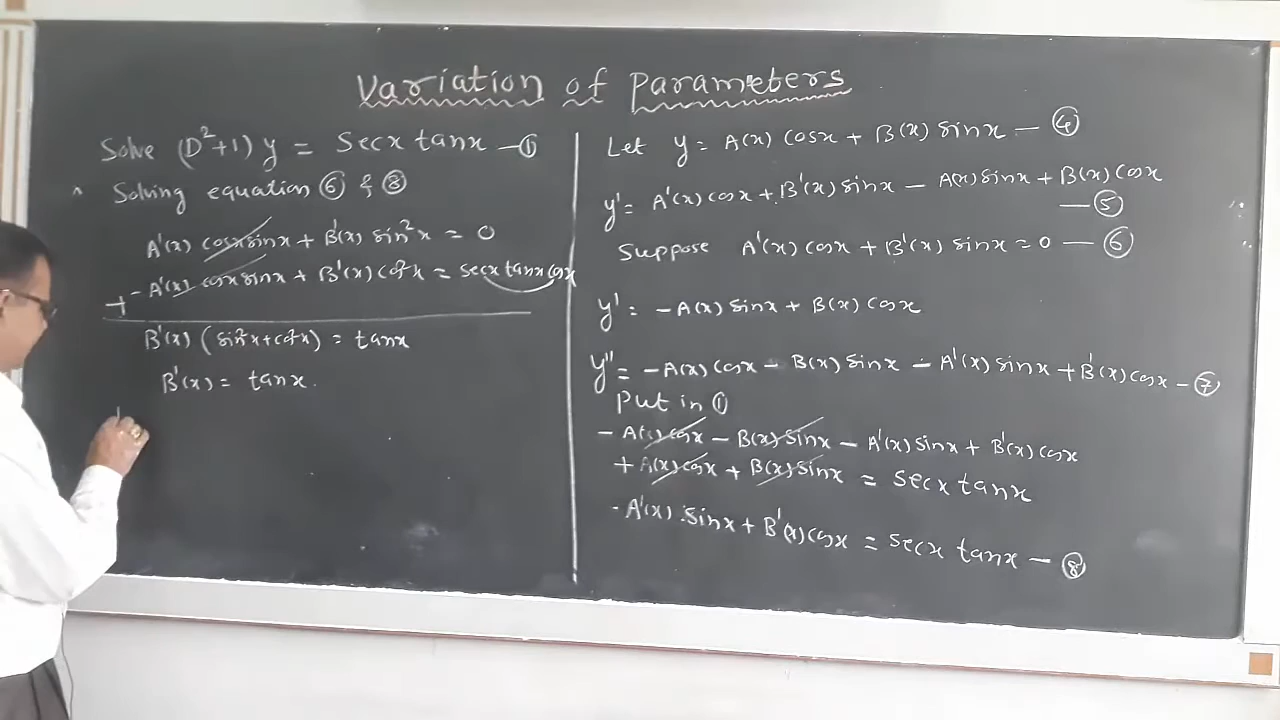 Variation of Parameters
Solve (D²+1) y = Secx tanx — ①
Solving equation ⑥ & ⑧
A'(x) cosx sinx + B'(x) sin²x = 0
- A'(x) cosx sinx + B'(x) cos²x = secx tanx cosx
+
B'(x) (sin²x+cos²x) = tanx
B'(x) = tanx.
Let y = A(x) cosx + B(x) sinx — ④
y' = A'(x) cosx + B'(x) sinx - A(x) sinx + B(x) cosx
— ⑤
Suppose A'(x) cosx + B'(x) sinx = 0 — ⑥
y' = -A(x) sinx + B(x) cosx
y'' = -A(x) cosx - B(x) sinx - A'(x) sinx + B'(x) cosx - ⑦
Put in ①
- A(x) cosx - B(x) sinx - A'(x) sinx + B'(x) cosx
+ A(x) cosx + B(x) sinx = Secx tanx
- A'(x) . sinx + B'(x) cosx = secx tanx — ⑧